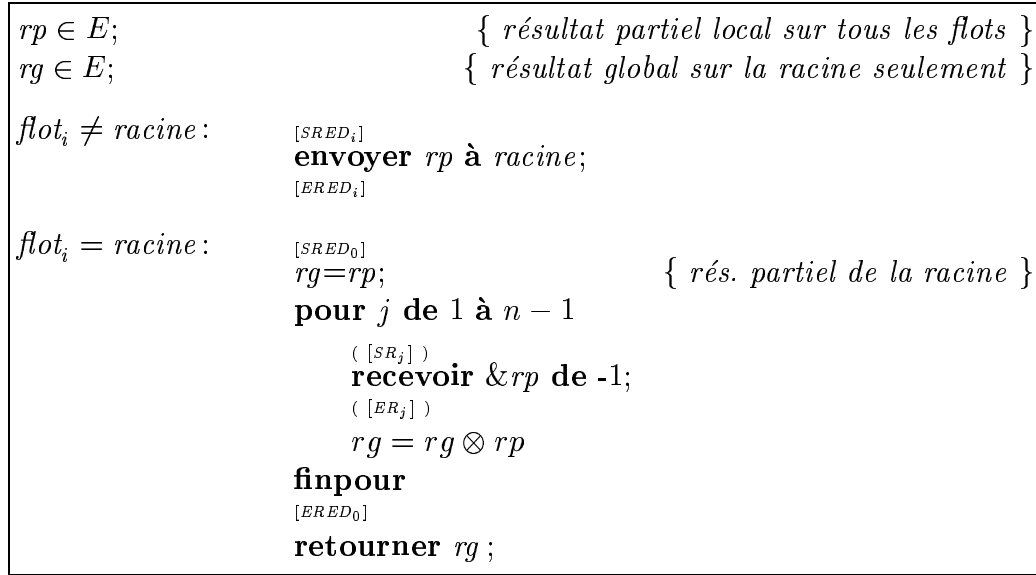 rp ∈ E; { résultat partiel local sur tous les flots }
rg ∈ E; { résultat global sur la racine seulement }
flot_i ≠ racine :
[SRED_i]
envoyer rp à racine;
[ERED_i]
flot_i = racine :
[SRED_0]
rg=rp; { rés. partiel de la racine }
pour j de 1 à n − 1
( [SR_j] )
recevoir &rp de -1;
( [ER_j] )
rg = rg ⊗ rp
finpour
[ERED_0]
retourner rg ;